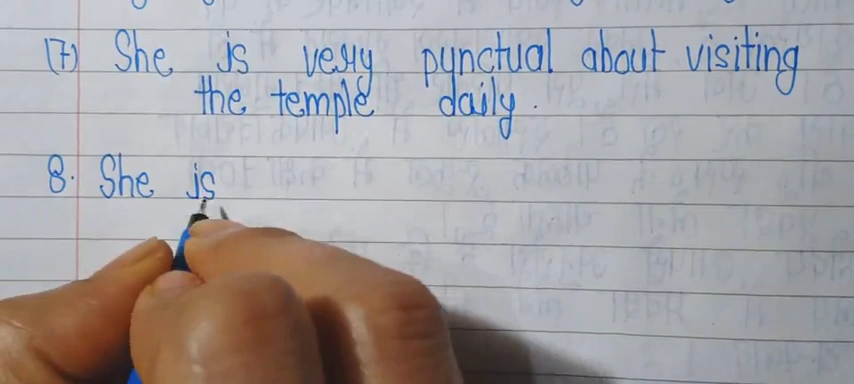 (7) She is very punctual about visiting
the temple daily.
8. She is